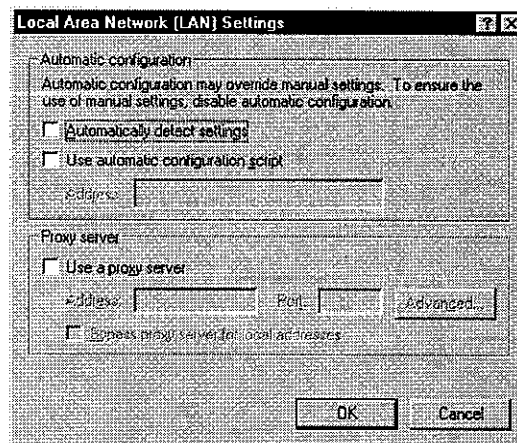 Local Area Network (LAN) Settings
Automatic configuration
Automatic configuration may override manual settings. To ensure the
use of manual settings, disable automatic configuration.
Automatically detect settings
Use automatic configuration script
Address
Proxy server
Use a proxy server
Address: Port: Advanced...
Bypass proxy server for local addresses
OK Cancel